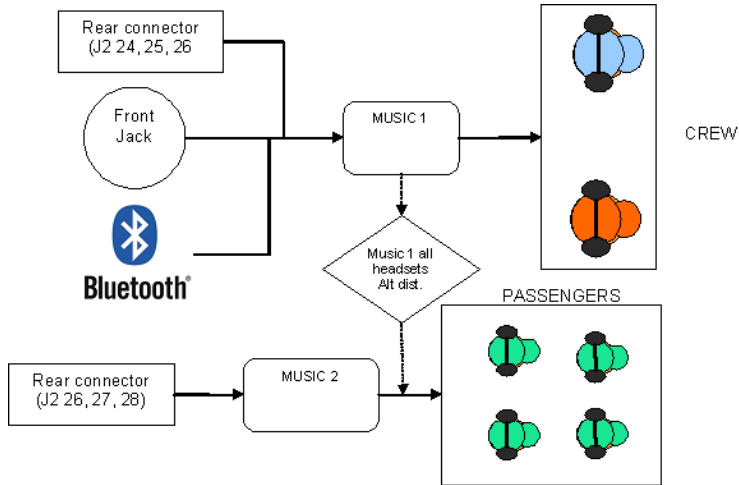 Rear connector
(J2 24, 25, 26
Front
Jack
MUSIC 1
CREW
Bluetooth®
Music 1 all
headsets
Alt dist.
PASSENGERS
Rear connector
(J2 26, 27, 28)
MUSIC 2